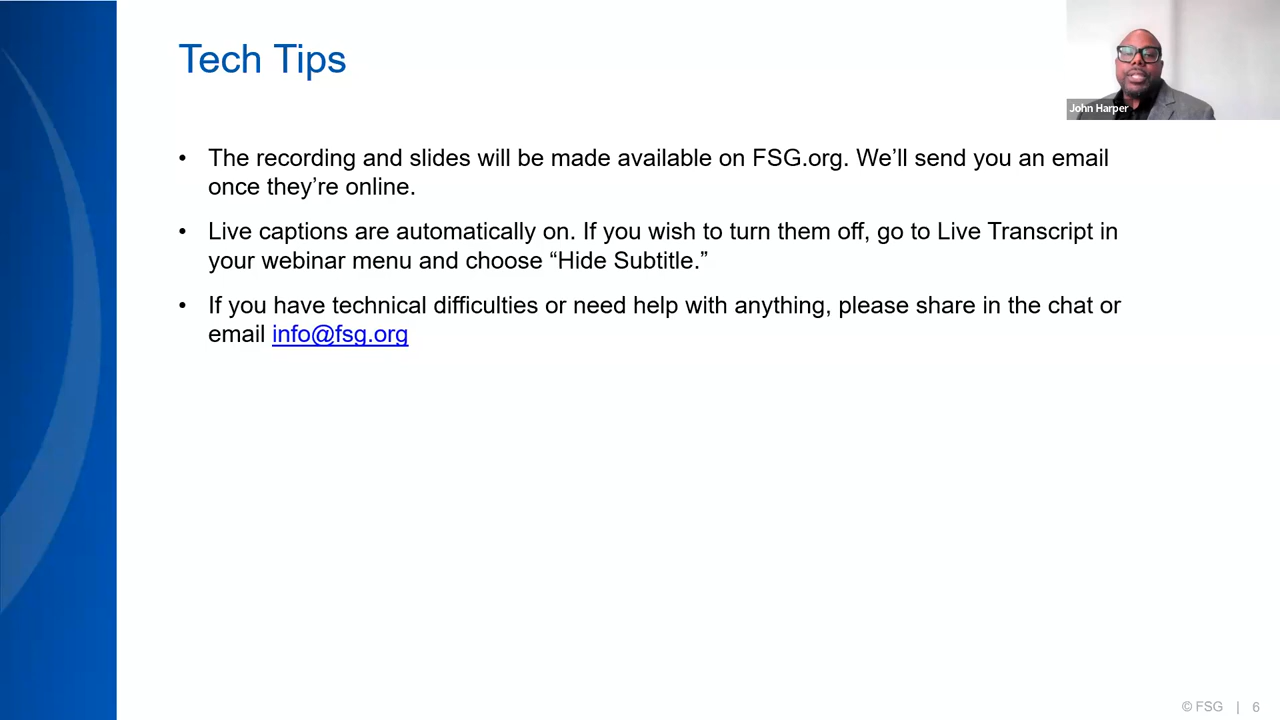 Tech Tips
John Harper
• The recording and slides will be made available on FSG.org. We’ll send you an email
once they’re online.
• Live captions are automatically on. If you wish to turn them off, go to Live Transcript in
your webinar menu and choose “Hide Subtitle.”
• If you have technical difficulties or need help with anything, please share in the chat or
email info@fsg.org
© FSG | 6